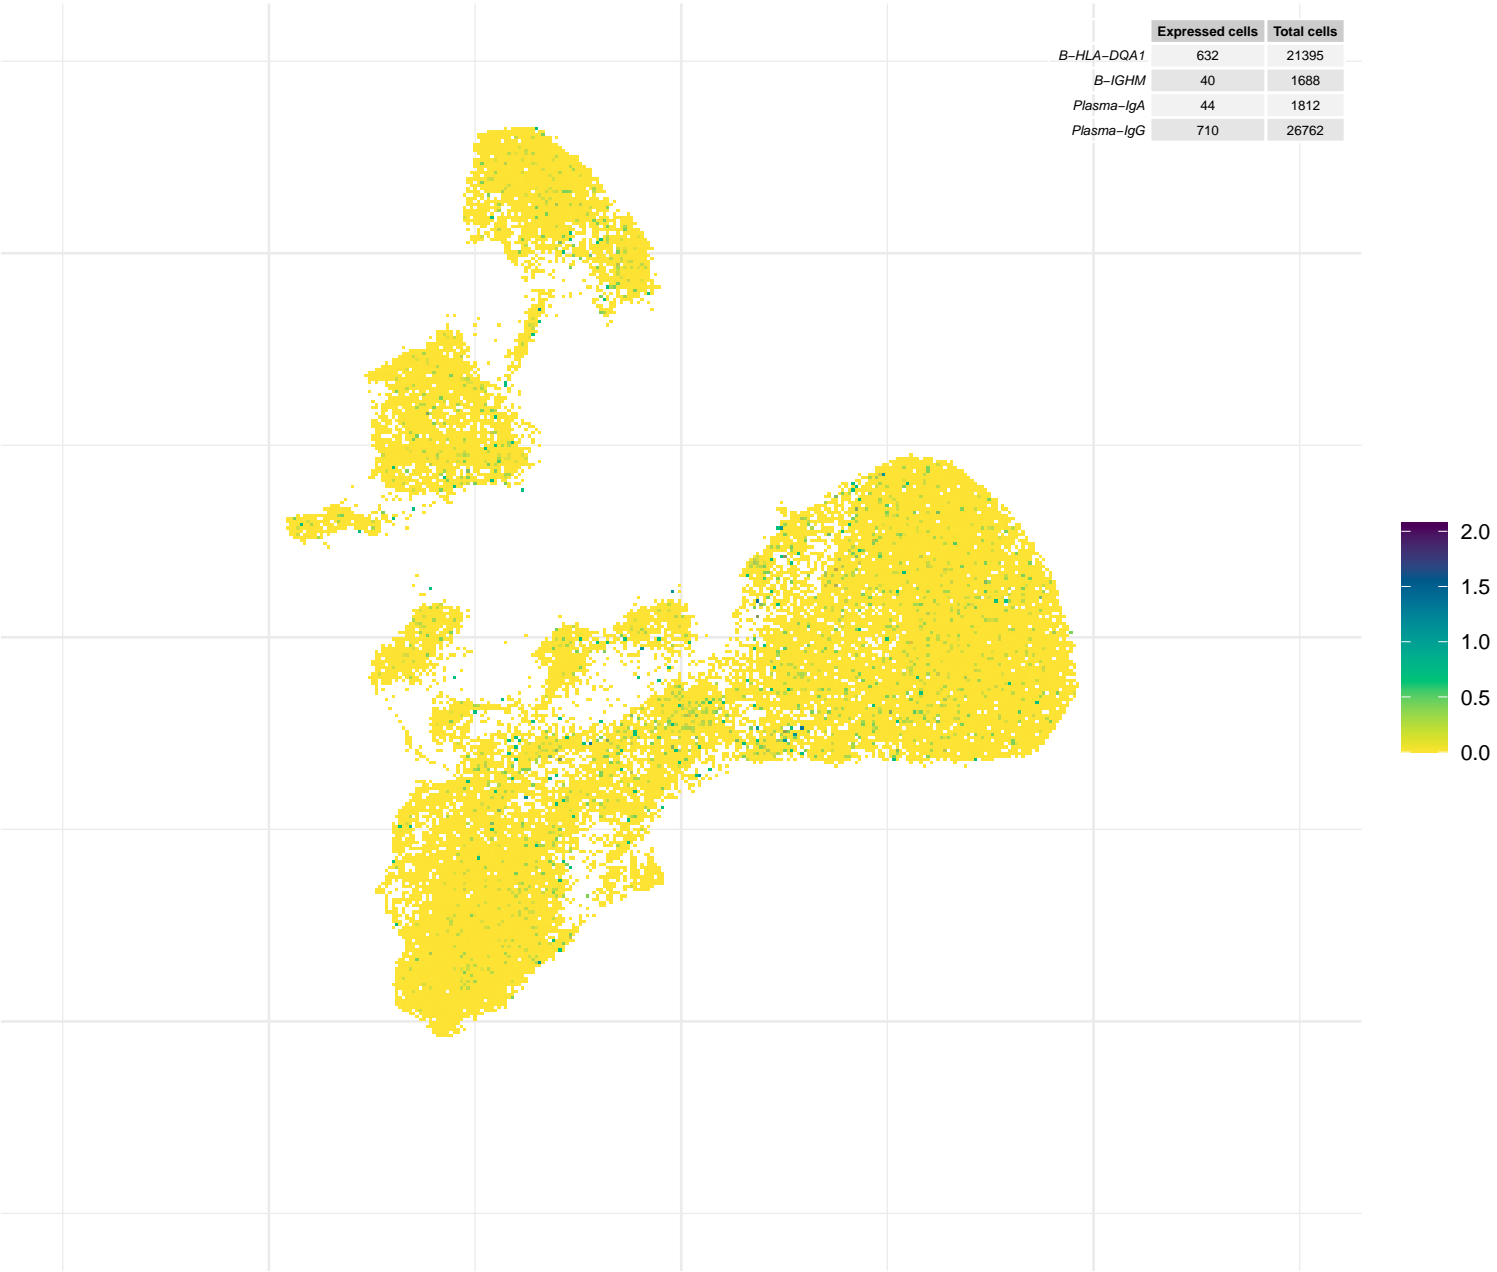 Expressed cells Total cells
B−HLA−DQA1 632 21395
B−IGHM 40 1688
Plasma−IgA 44 1812
Plasma−IgG 710 26762
2.0
1.5
1.0
0.5
0.0